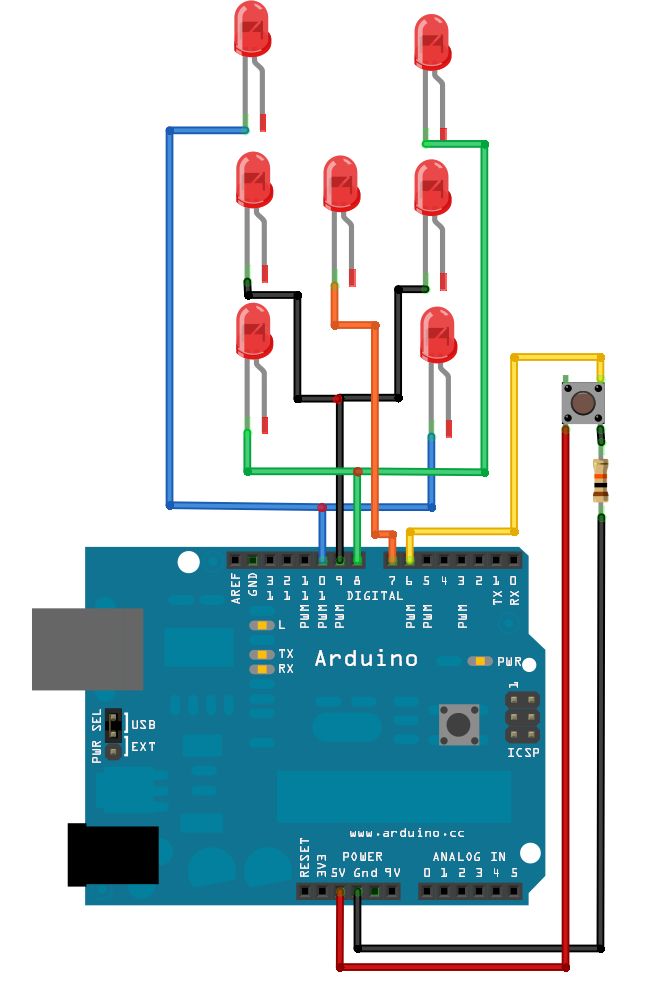 AREF
GND
13
12
11 PWM
10 PWM
9 PWM
8
7
6 PWM
5 PWM
4
3 PWM
2
1 TX
0 RX
DIGITAL
L
TX
RX
Arduino
PWR
1
ICSP
PWR SEL
USB
EXT
www.arduino.cc
POWER
ANALOG IN
RESET
3V3
5V Gnd 9V
0 1 2 3 4 5